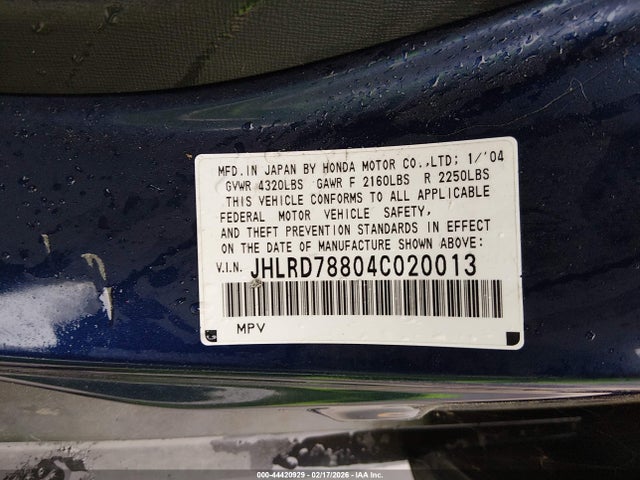 MFD. IN JAPAN BY HONDA MOTOR CO.,LTD; 1/'04
GVWR 4320LBS GAWR F 2160LBS R 2250LBS
THIS VEHICLE CONFORMS TO ALL APPLICABLE
FEDERAL MOTOR VEHICLE SAFETY,
AND THEFT PREVENTION STANDARDS IN EFFECT
ON THE DATE OF MANUFACTURE SHOWN ABOVE:
V.I.N. JHLRD78804C020013
MPV
000-44420929 - 02/17/2026 - IAA Inc. Copyright